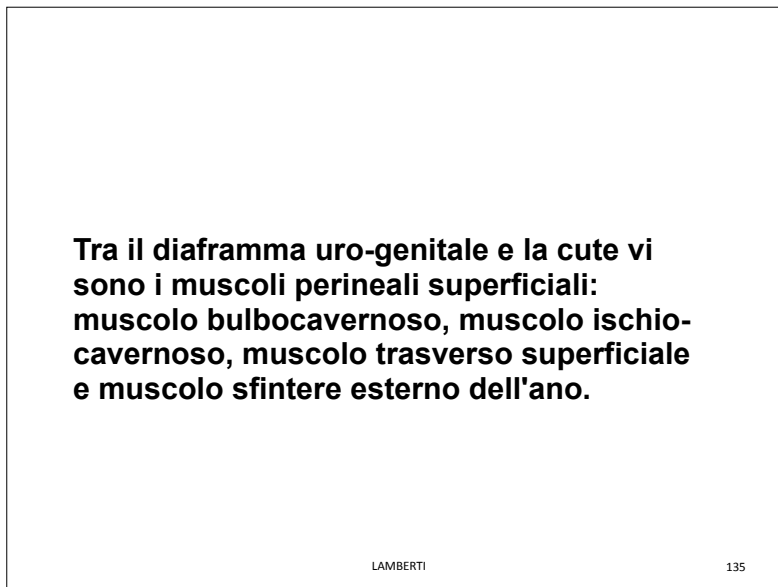 Tra il diaframma uro-genitale e la cute vi
sono i muscoli perineali superficiali:
muscolo bulbocavernoso, muscolo ischio-
cavernoso, muscolo trasverso superficiale
e muscolo sfintere esterno dell'ano.
LAMBERTI
135